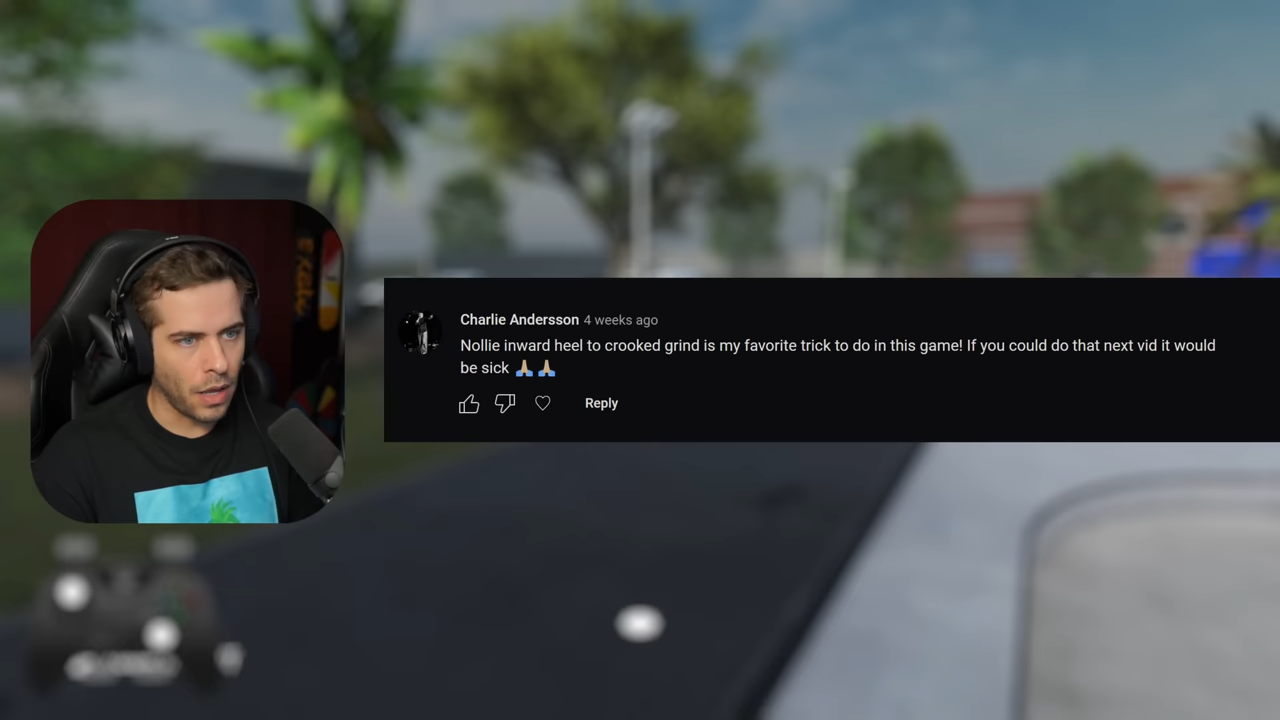 Charlie Andersson 4 weeks ago
Nollie inward heel to crooked grind is my favorite trick to do in this game! If you could do that next vid it would
be sick 🙏🏼 🙏🏼
Reply